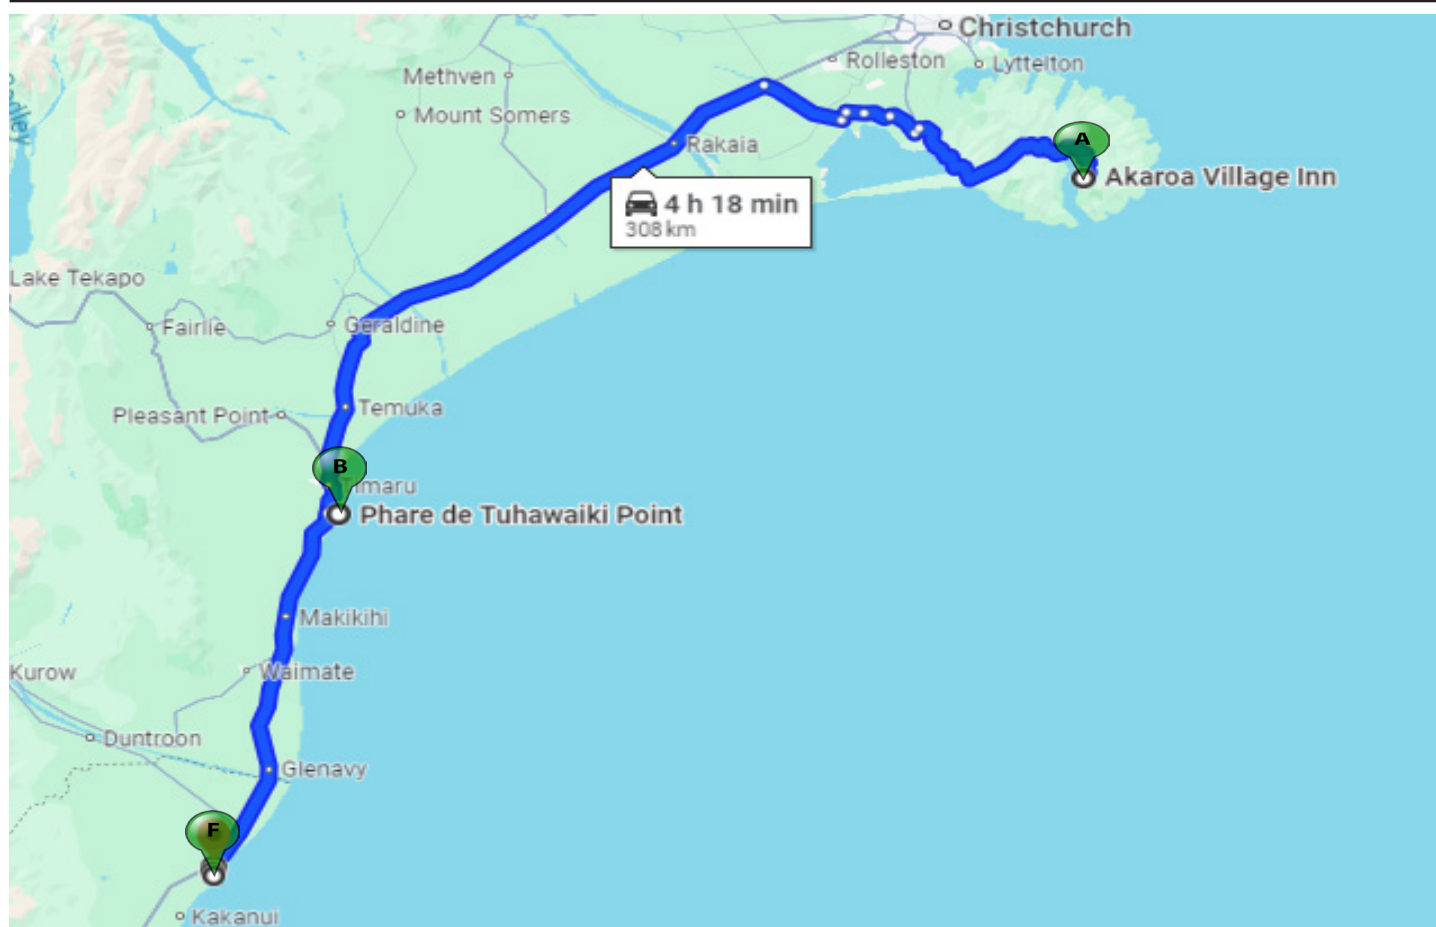 Christchurch
Rolleston
Lyttelton
Methven
Mount Somers
Rakaia
A
Akaroa Village Inn
4 h 18 min
308 km
Lake Tekapo
Fairlie
Geraldine
Pleasant Point
Temuka
B
Timaru
Phare de Tuhawaiki Point
Makikihi
Kurow
Waimate
Duntroon
Glenavy
F
Kakanui